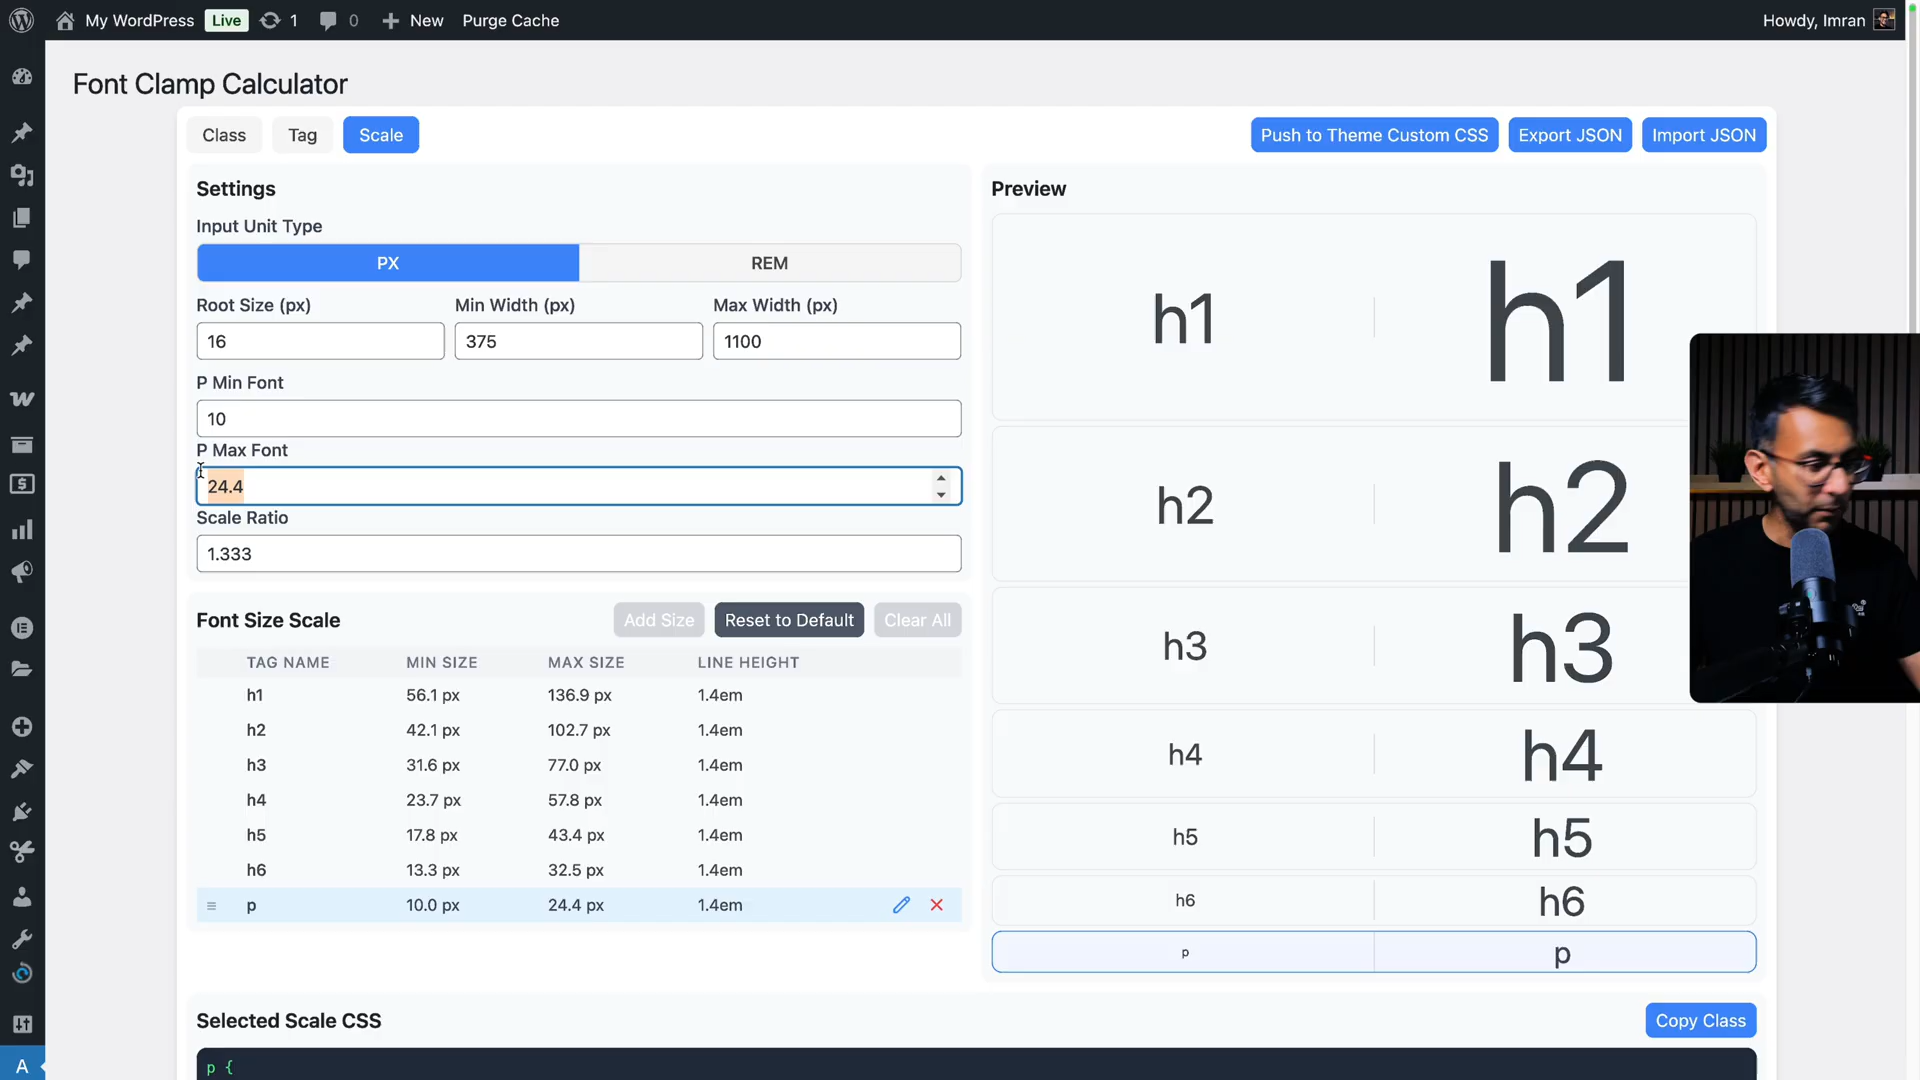 My WordPress Live 1 0 New Purge Cache Howdy, Imran
Font Clamp Calculator
Class Tag Scale Push to Theme Custom CSS Export JSON Import JSON
Settings
Input Unit Type
PX REM
Root Size (px) Min Width (px) Max Width (px)
16 375 1100
P Min Font
10
P Max Font
24.4
Scale Ratio
1.333
Font Size Scale Add Size Reset to Default Clear All
TAG NAME MIN SIZE MAX SIZE LINE HEIGHT
h1 56.1 px 136.9 px 1.4em
h2 42.1 px 102.7 px 1.4em
h3 31.6 px 77.0 px 1.4em
h4 23.7 px 57.8 px 1.4em
h5 17.8 px 43.4 px 1.4em
h6 13.3 px 32.5 px 1.4em
p 10.0 px 24.4 px 1.4em
Preview
h1 h1
h2 h2
h3 h3
h4 h4
h5 h5
h6 h6
p p
Selected Scale CSS Copy Class
p {
A